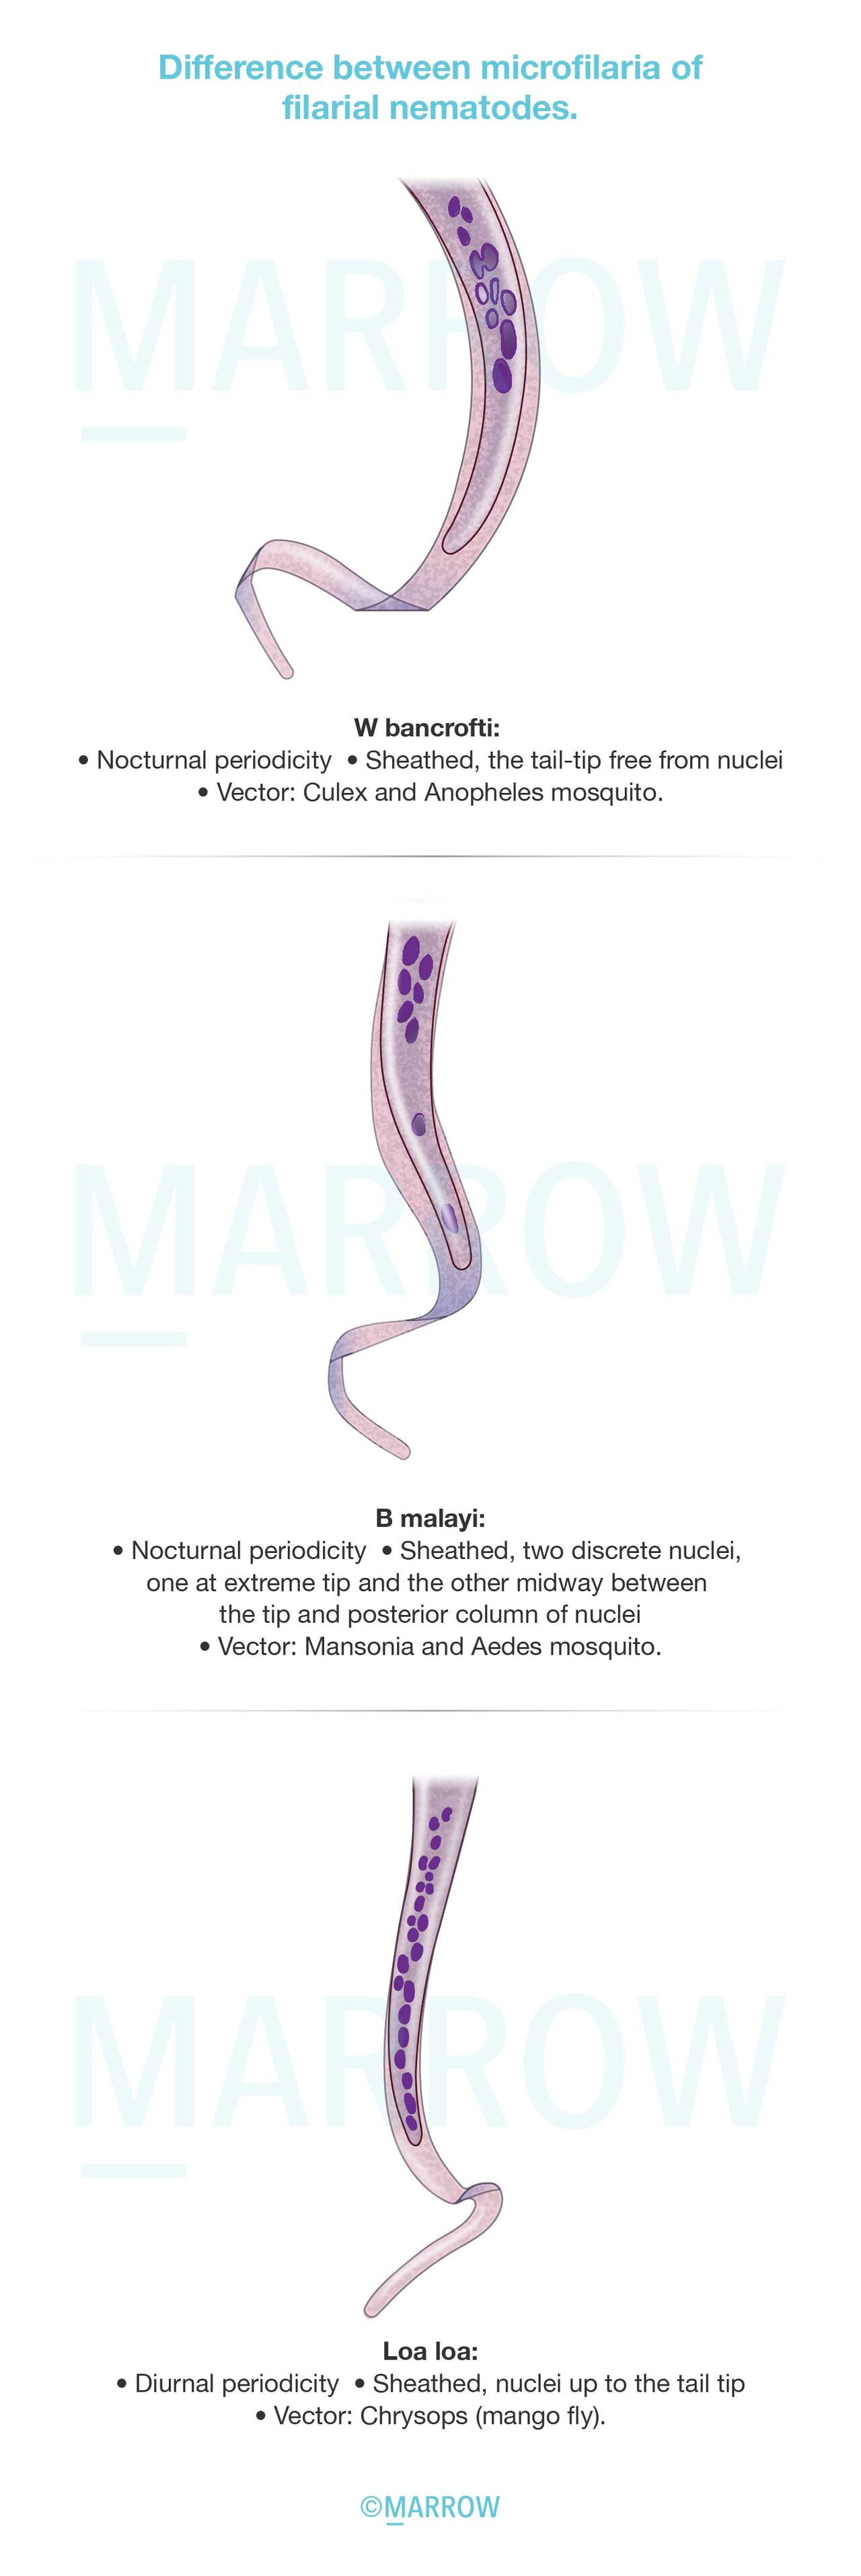 Difference between microfilaria of
filarial nematodes.
MARROW
W bancrofti:
• Nocturnal periodicity • Sheathed, the tail-tip free from nuclei
• Vector: Culex and Anopheles mosquito.
MARROW
B malayi:
• Nocturnal periodicity • Sheathed, two discrete nuclei,
one at extreme tip and the other midway between
the tip and posterior column of nuclei
• Vector: Mansonia and Aedes mosquito.
MARROW
Loa loa:
• Diurnal periodicity • Sheathed, nuclei up to the tail tip
• Vector: Chrysops (mango fly).
©MARROW